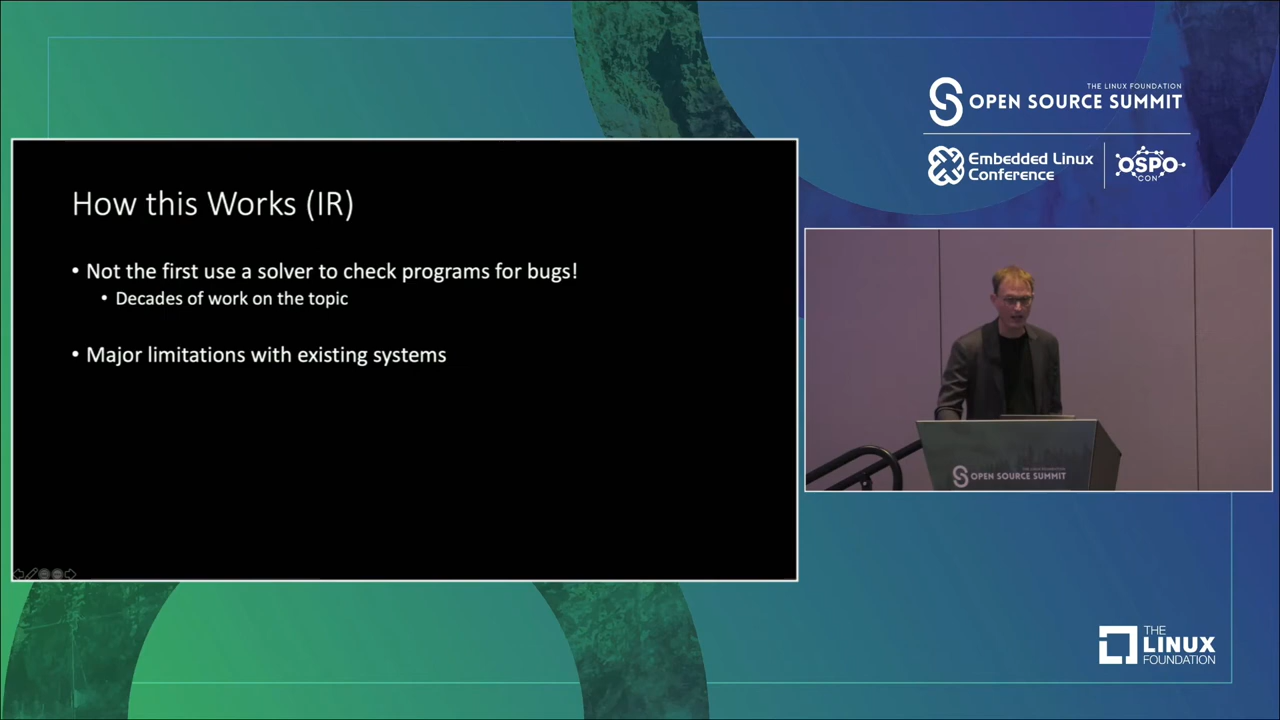 THE LINUX FOUNDATION
OPEN SOURCE SUMMIT
Embedded Linux
Conference
OSPO
CON
How this Works (IR)
• Not the first use a solver to check programs for bugs!
• Decades of work on the topic
• Major limitations with existing systems
OPEN SOURCE SUMMIT
THE
LINUX
FOUNDATION